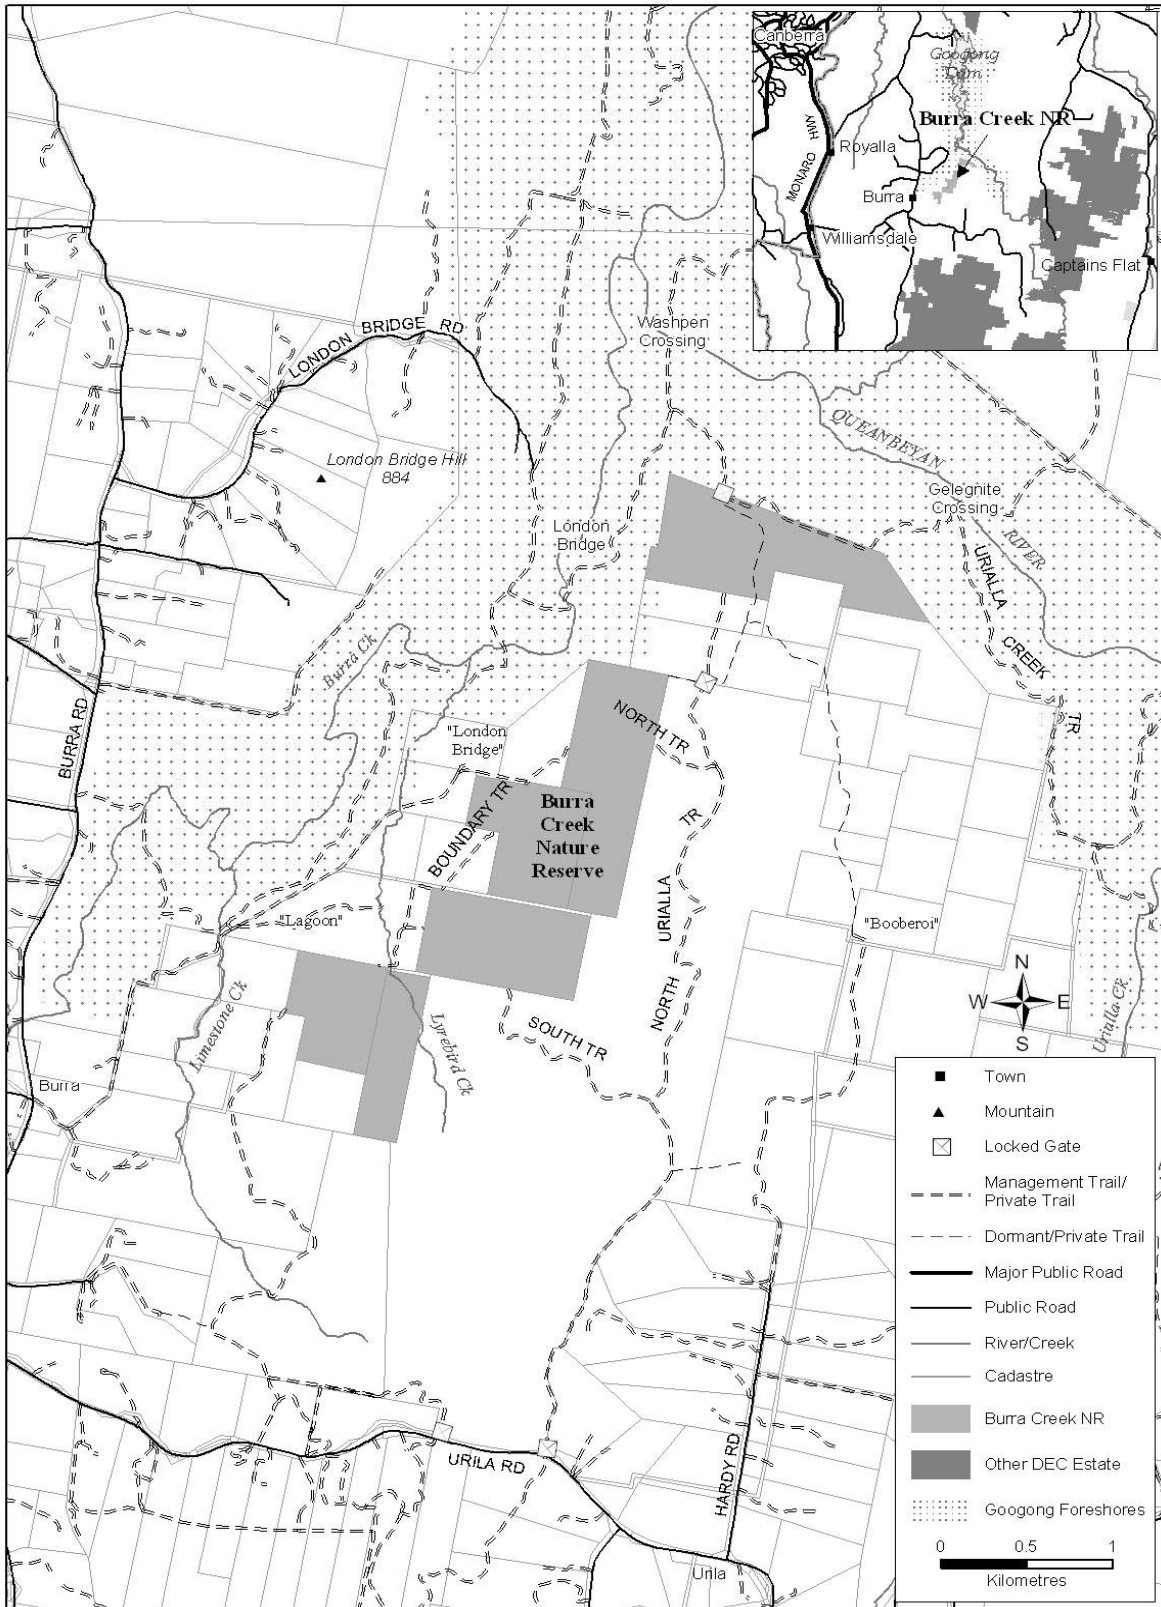 Canberra
Googong
Dam
Burra Creek NR
MONARO
HWY
Royalla
Burra
Williamsdale
Captains Flat
LONDON
BRIDGE
RD
Washpen
Crossing
QUEANBEYAN
RIVER
London Bridge Hill
884
Gelegnite
Crossing
London
Bridge
URIALLA
CREEK
TR
Burra Ck
BURRA RD
"London
Bridge"
NORTH TR
BOUNDARY TR
Burra
Creek
Nature
Reserve
TR
URIALLA
NORTH
"Lagoon"
"Booberoi"
Limestone Ck
Lyrebird Ck
SOUTH TR
Urialla Ck
N
W
E
S
Burra
URILA RD
HARDY RD
Urila
Town
Mountain
Locked Gate
Management Trail/
Private Trail
Dormant/Private Trail
Major Public Road
Public Road
River/Creek
Cadastre
Burra Creek NR
Other DEC Estate
Googong Foreshores
0 0.5 1
Kilometres